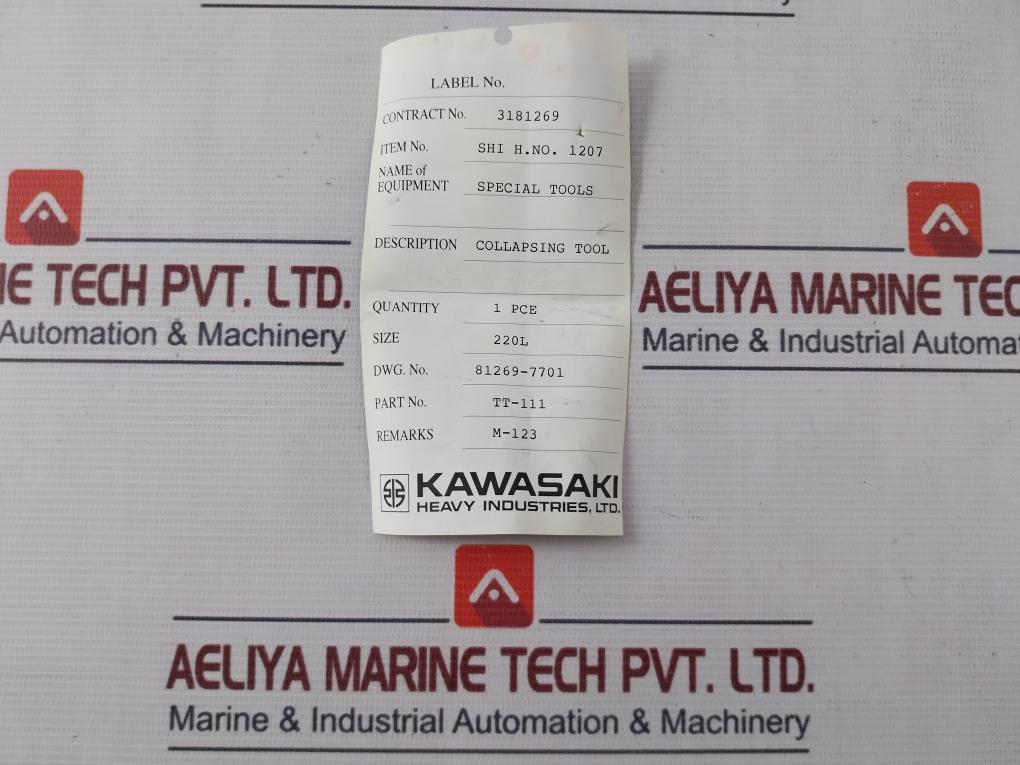 LABEL No.
CONTRACT No. 3181269
ITEM No. SHI H.NO. 1207
NAME of
EQUIPMENT SPECIAL TOOLS
DESCRIPTION COLLAPSING TOOL
QUANTITY 1 PCE
SIZE 220L
DWG. No. 81269-7701
PART No. TT-111
REMARKS M-123
KAWASAKI
HEAVY INDUSTRIES, LTD.
NE TECH PVT. LTD.
Automation & Machinery
AELIYA MARINE TEC
Marine & Industrial Automat
AELIYA MARINE TECH PVT. LTD.
Marine & Industrial Automation & Machinery